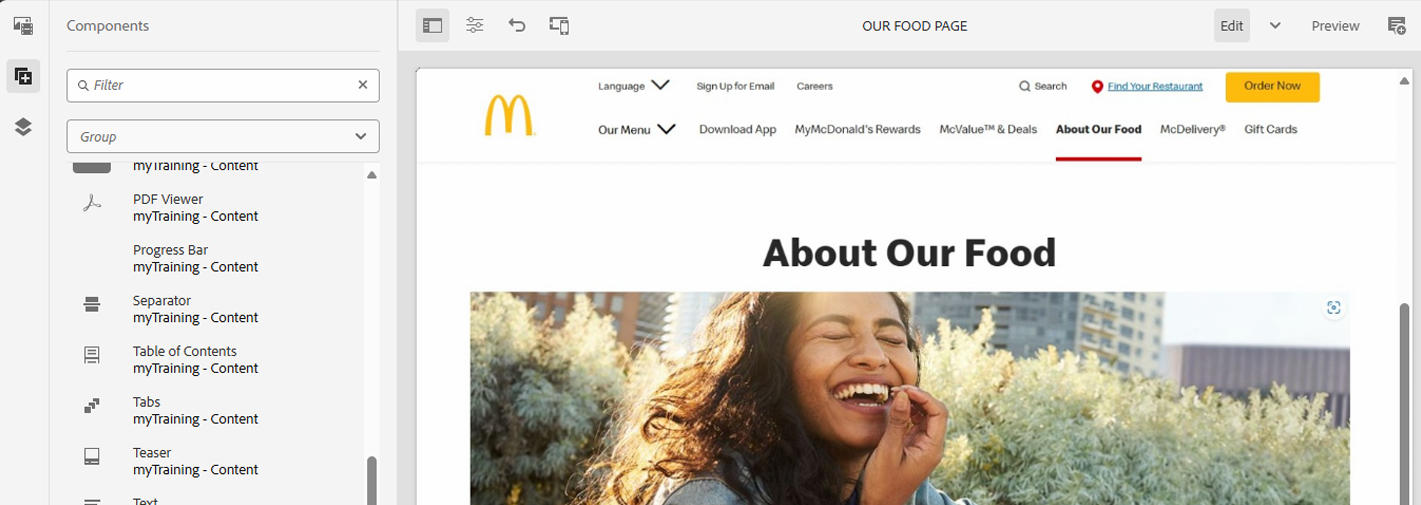 Components
OUR FOOD PAGE
Edit
Preview
Filter
Group
myTraining - Content
PDF Viewer
myTraining - Content
Progress Bar
myTraining - Content
Separator
myTraining - Content
Table of Contents
myTraining - Content
Tabs
myTraining - Content
Teaser
myTraining - Content
Text
Language
Sign Up for Email
Careers
Search
Find Your Restaurant
Order Now
Our Menu
Download App
MyMcDonald's Rewards
McValue™ & Deals
About Our Food
McDelivery®
Gift Cards
About Our Food